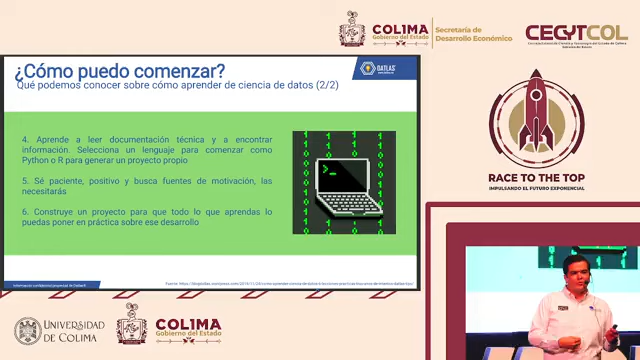 COLIMA
Gobierno del Estado
Secretaría de
Desarrollo Económico
CECYTCOL
¿Cómo puedo comenzar?
Qué podemos conocer sobre cómo aprender de ciencia de datos (2/2)
DATLAS
4. Aprende a leer documentación técnica y a encontrar
información. Selecciona un lenguaje para comenzar como
Python o R para generar un proyecto propio
5. Sé paciente, positivo y busca fuentes de motivación, las
necesitarás
6. Construye un proyecto para que todo lo que aprendas lo
puedas poner en práctica sobre ese desarrollo
RACE TO THE TOP
IMPULSANDO EL FUTURO EXPONENCIAL
UNIVERSIDAD
DE COLIMA
COLIMA
Gobierno del Estado